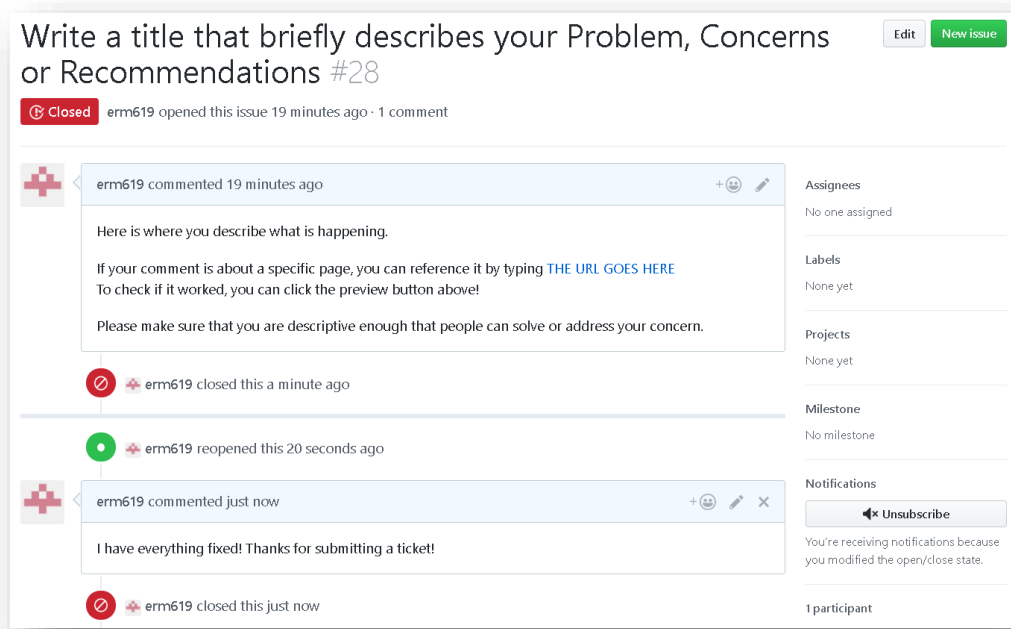 Write a title that briefly describes your Problem, Concerns
or Recommendations #28
Edit
New issue
Closed
erm619 opened this issue 19 minutes ago · 1 comment
erm619 commented 19 minutes ago
Here is where you describe what is happening.
If your comment is about a specific page, you can reference it by typing THE URL GOES HERE
To check if it worked, you can click the preview button above!
Please make sure that you are descriptive enough that people can solve or address your concern.
erm619 closed this a minute ago
erm619 reopened this 20 seconds ago
erm619 commented just now
I have everything fixed! Thanks for submitting a ticket!
erm619 closed this just now
Assignees
No one assigned
Labels
None yet
Projects
None yet
Milestone
No milestone
Notifications
Unsubscribe
You're receiving notifications because
you modified the open/close state.
1 participant